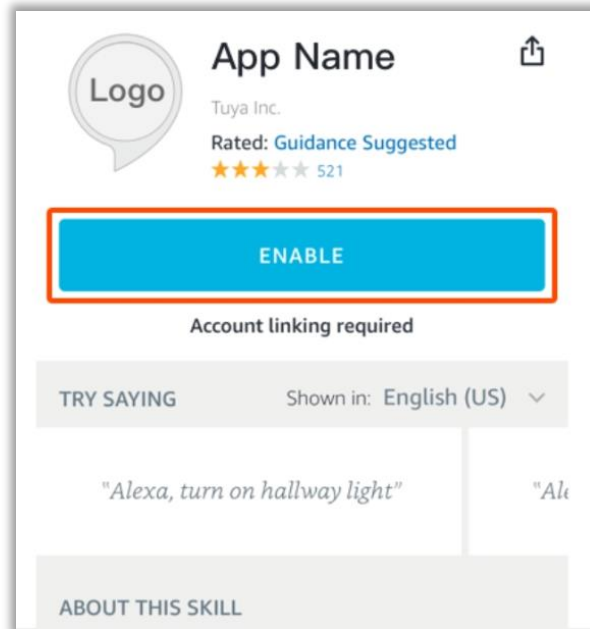 Logo
App Name
Tuya Inc.
Rated: Guidance Suggested
521
ENABLE
Account linking required
TRY SAYING Shown in: English (US)
"Alexa, turn on hallway light" "Al
ABOUT THIS SKILL